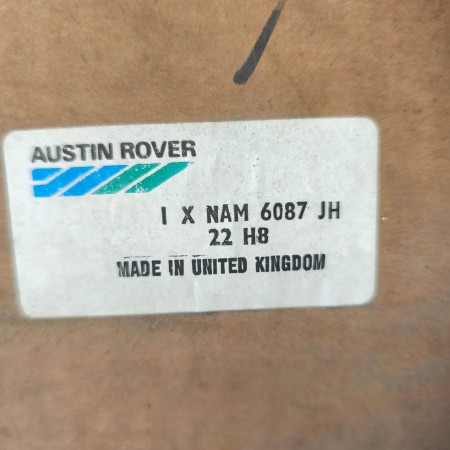 AUSTIN ROVER
1 X NAM 6087 JH
22 H8
MADE IN UNITED KINGDOM